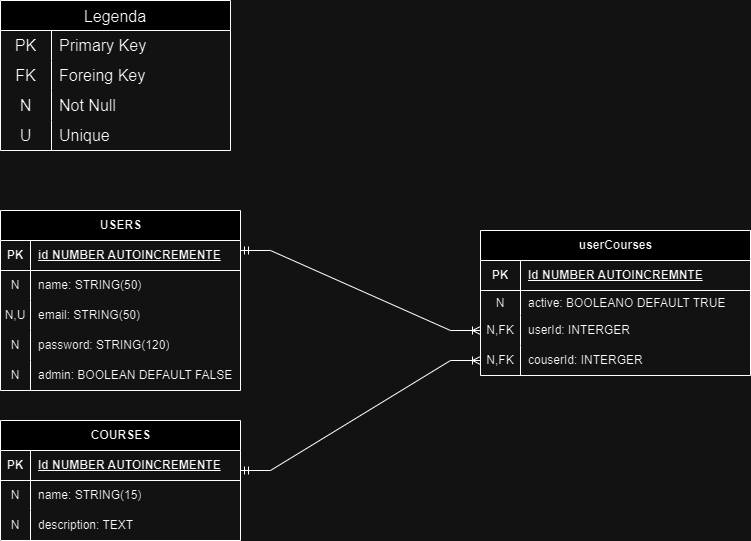 Legenda
PK Primary Key
FK Foreing Key
N Not Null
U Unique
USERS
PK id NUMBER AUTOINCREMENTE
N name: STRING(50)
N,U email: STRING(50)
N password: STRING(120)
N admin: BOOLEAN DEFAULT FALSE
userCourses
PK Id NUMBER AUTOINCREMNTE
N active: BOOLEANO DEFAULT TRUE
N,FK userId: INTERGER
N,FK couserId: INTERGER
COURSES
PK Id NUMBER AUTOINCREMENTE
N name: STRING(15)
N description: TEXT